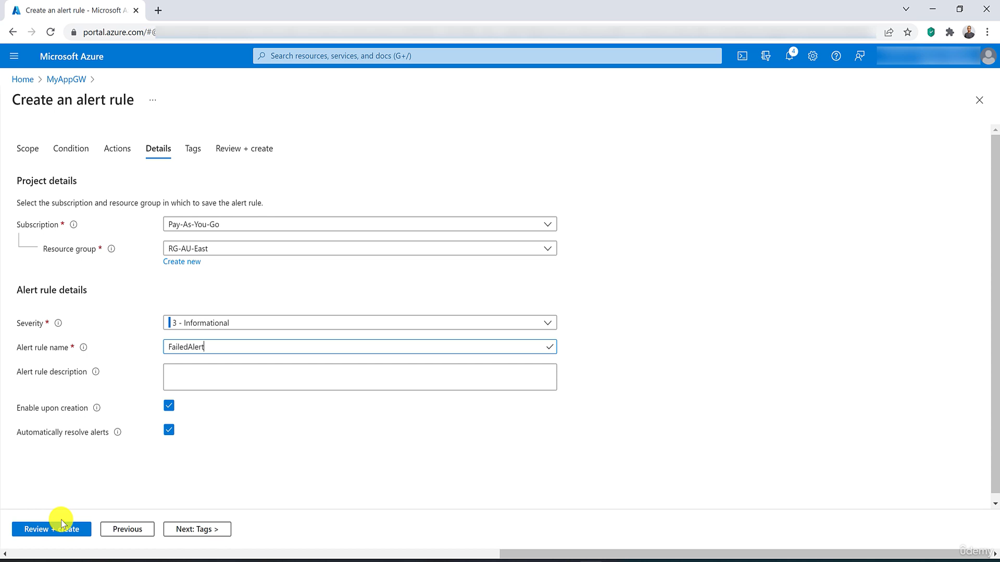 Create an alert rule - Microsoft A
portal.azure.com/#@
Microsoft Azure
Search resources, services, and docs (G+/)
4
Home > MyAppGW >
Create an alert rule ...
Scope Condition Actions Details Tags Review + create
Project details
Select the subscription and resource group in which to save the alert rule.
Subscription *
Pay-As-You-Go
Resource group *
RG-AU-East
Create new
Alert rule details
Severity *
3 - Informational
Alert rule name *
FailedAlert
Alert rule description
Enable upon creation
Automatically resolve alerts
Review + create
Previous
Next: Tags >
ûdemy